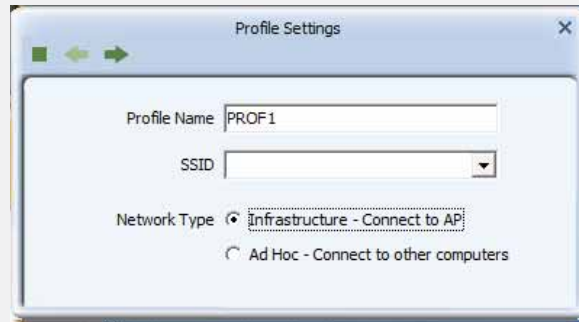 Profile Settings
Profile Name PROF1
SSID
Network Type Infrastructure - Connect to AP
Ad Hoc - Connect to other computers